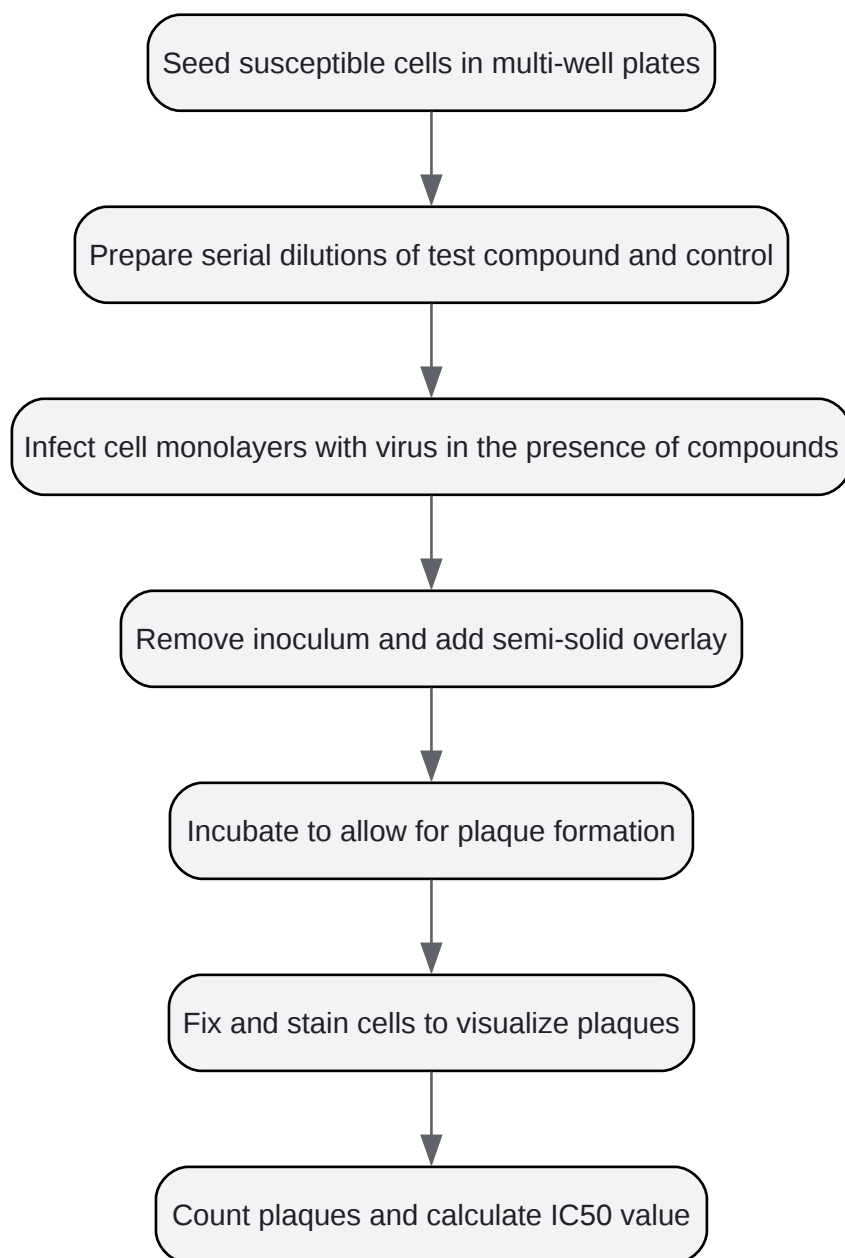 Seed susceptible cells in multi-well plates
Prepare serial dilutions of test compound and control
Infect cell monolayers with virus in the presence of compounds
Remove inoculum and add semi-solid overlay
Incubate to allow for plaque formation
Fix and stain cells to visualize plaques
Count plaques and calculate IC50 value